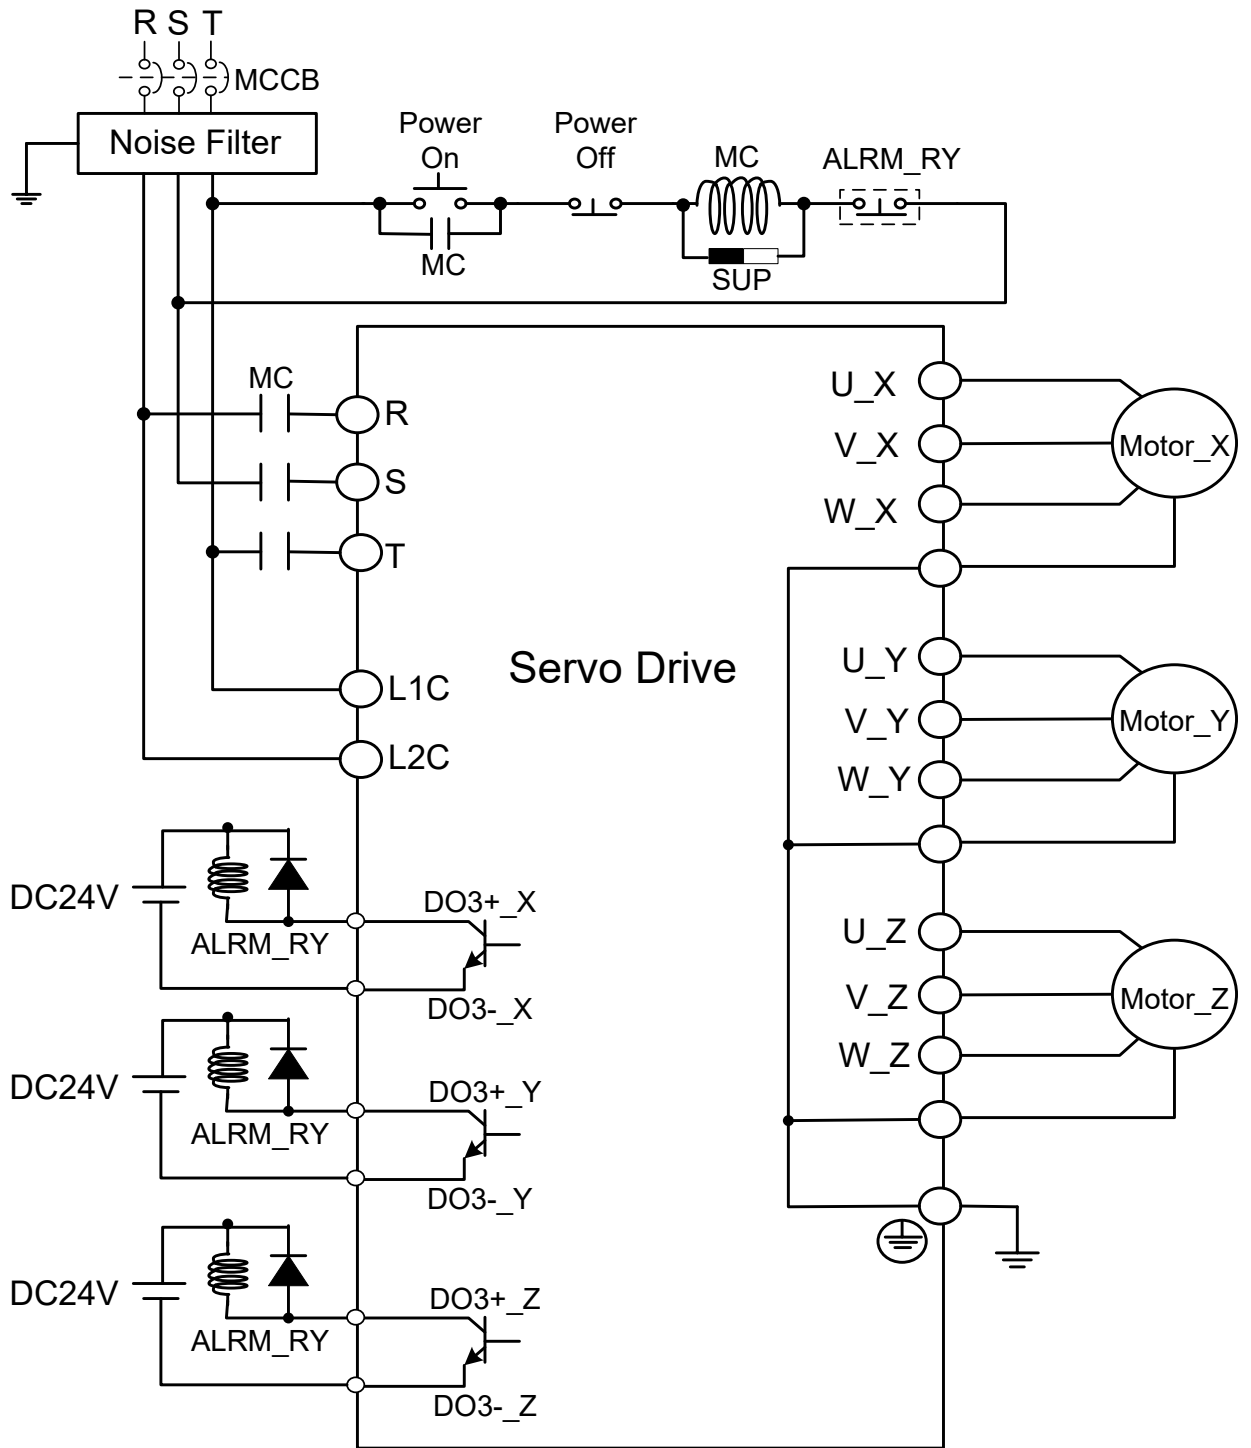 R S T
MCCB
Noise Filter
Power
On
Power
Off
MC
ALRM_RY
MC
SUP
MC
R
S
T
L1C
L2C
Servo Drive
U_X
V_X
W_X
Motor_X
U_Y
V_Y
W_Y
Motor_Y
U_Z
V_Z
W_Z
Motor_Z
DC24V
ALRM_RY
DO3+_X
DO3-_X
DC24V
ALRM_RY
DO3+_Y
DO3-_Y
DC24V
ALRM_RY
DO3+_Z
DO3-_Z